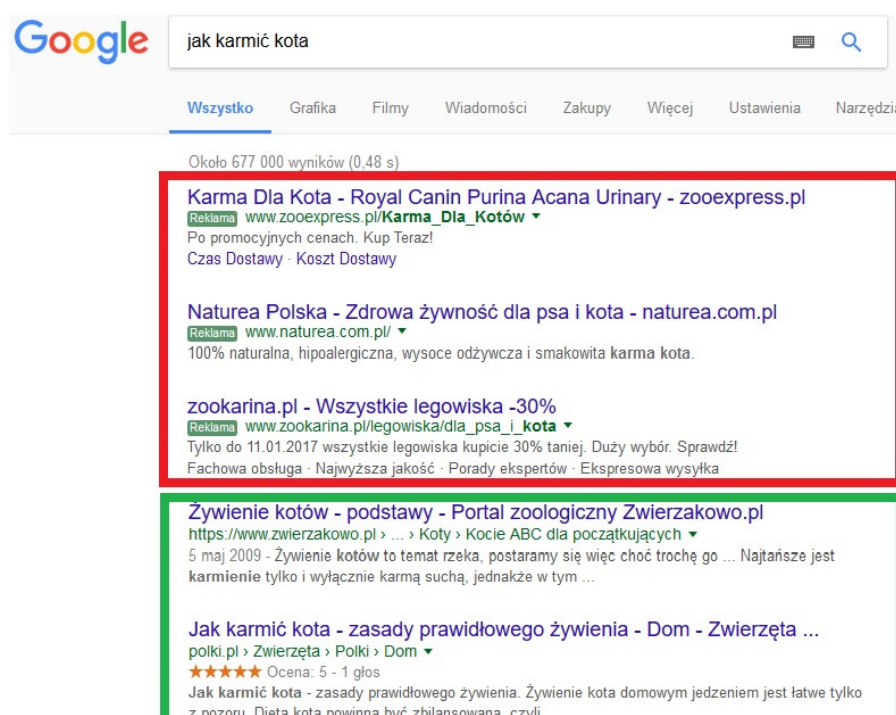 Google
jak karmić kota
Wszystko Grafika Filmy Wiadomości Zakupy Więcej Ustawienia Narzędzia
Około 677 000 wyników (0,48 s)
Karma Dla Kota - Royal Canin Purina Acana Urinary - zooexpress.pl
Reklama www.zooexpress.pl/Karma_Dla_Kotów
Po promocyjnych cenach. Kup Teraz!
Czas Dostawy · Koszt Dostawy
Naturea Polska - Zdrowa żywność dla psa i kota - naturea.com.pl
Reklama www.naturea.com.pl/
100% naturalna, hipoalergiczna, wysoce odżywcza i smakowita karma kota.
zookarina.pl - Wszystkie legowiska -30%
Reklama www.zookarina.pl/legowiska/dla_psa_i_kota
Tylko do 11.01.2017 wszystkie legowiska kupicie 30% taniej. Duży wybór. Sprawdź!
Fachowa obsługa · Najwyższa jakość · Porady ekspertów · Ekspresowa wysyłka
Żywienie kotów - podstawy - Portal zoologiczny Zwierzakowo.pl
https://www.zwierzakowo.pl › ... › Koty › Kocie ABC dla początkujących
5 maj 2009 - Żywienie kotów to temat rzeka, postaramy się więc choć trochę go ... Najtańsze jest
karmienie tylko i wyłącznie karmą suchą, jednakże w tym ...
Jak karmić kota - zasady prawidłowego żywienia - Dom - Zwierzęta ...
polki.pl › Zwierzęta › Polki › Dom
Ocena: 5 - 1 głos
Jak karmić kota - zasady prawidłowego żywienia. Żywienie kota domowym jedzeniem jest łatwe tylko
z pozoru. Dieta kota powinna być zbilansowana, czyli